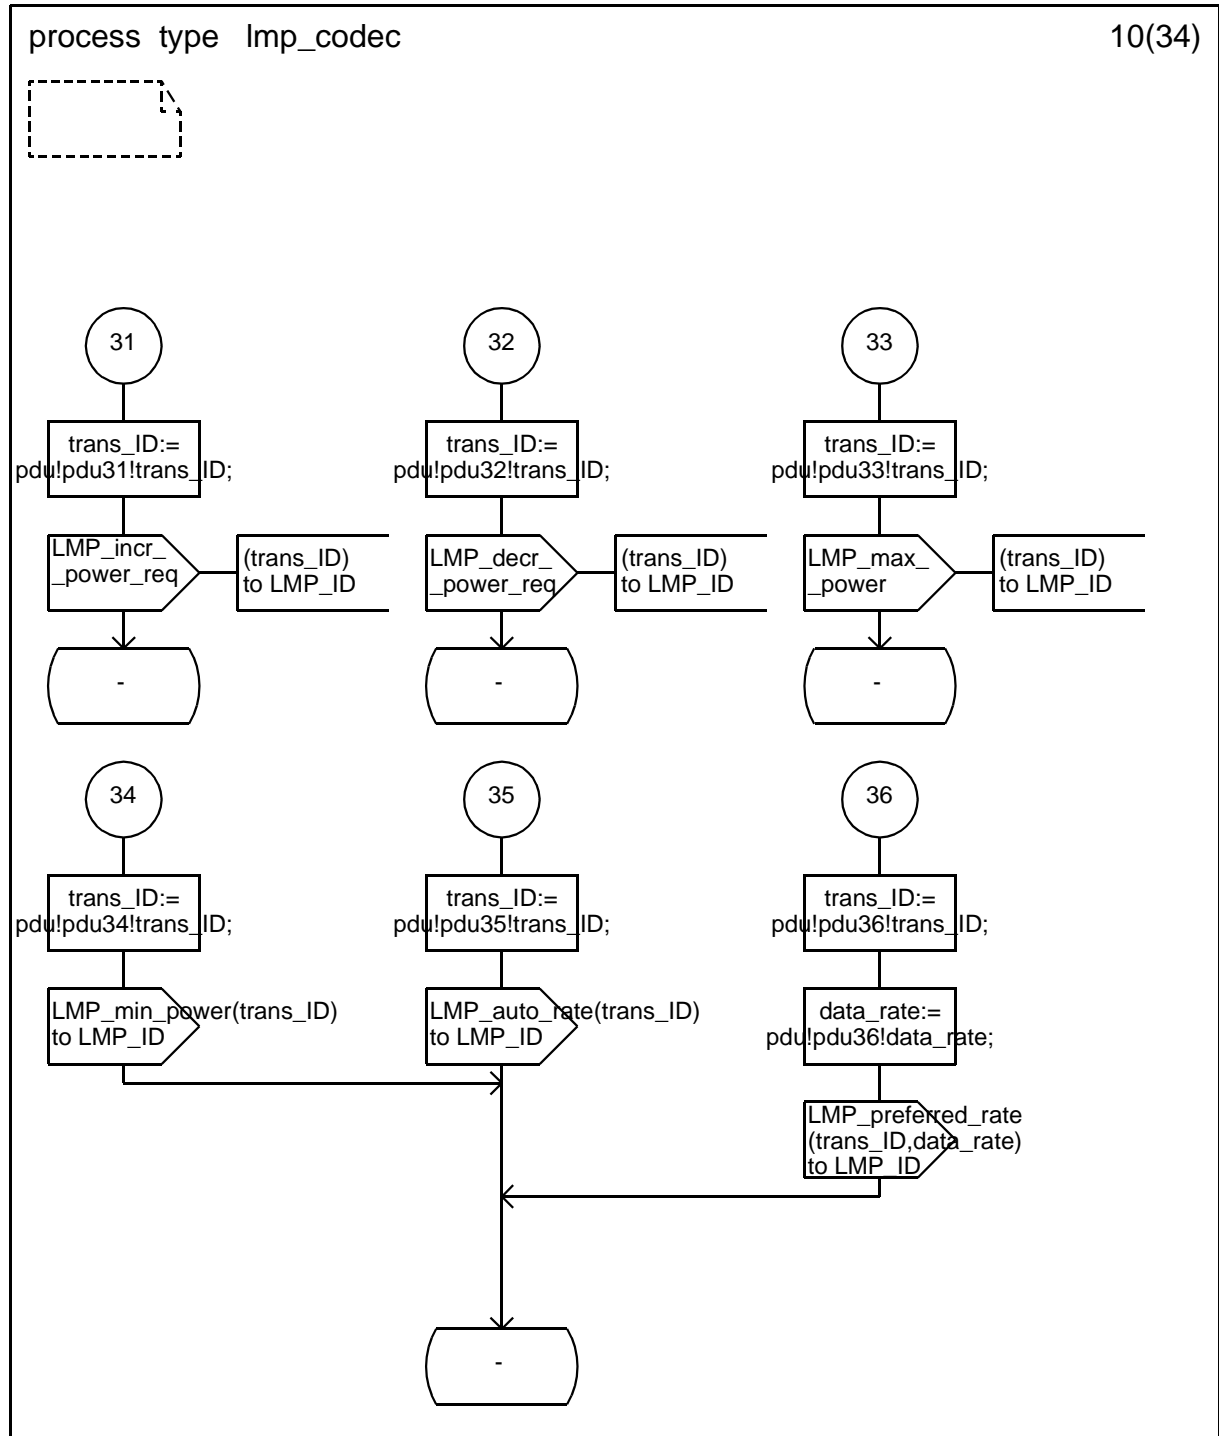 process type lmp_codec
10(34)
31
32
33
trans_ID:=
pdu!pdu31!trans_ID;
trans_ID:=
pdu!pdu32!trans_ID;
trans_ID:=
pdu!pdu33!trans_ID;
LMP_incr_
_power_req
(trans_ID)
to LMP_ID
LMP_decr_
_power_req
(trans_ID)
to LMP_ID
LMP_max_
_power
(trans_ID)
to LMP_ID
-
-
-
34
35
36
trans_ID:=
pdu!pdu34!trans_ID;
trans_ID:=
pdu!pdu35!trans_ID;
trans_ID:=
pdu!pdu36!trans_ID;
LMP_min_power(trans_ID)
to LMP_ID
LMP_auto_rate(trans_ID)
to LMP_ID
data_rate:=
pdu!pdu36!data_rate;
LMP_preferred_rate
(trans_ID,data_rate)
to LMP_ID
-